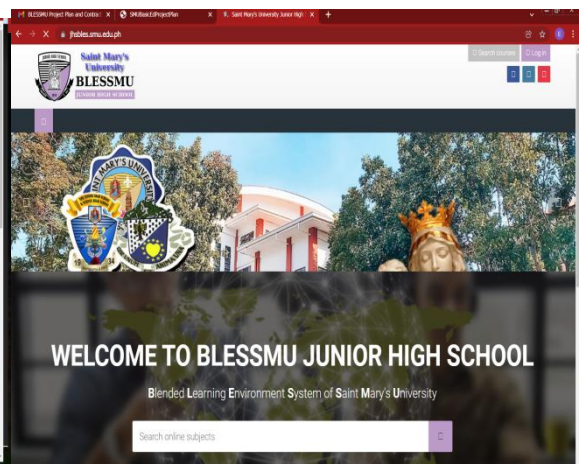 BLESSMU Project Plan and Contract
SMUBasicEdProjectPlan
Saint Mary's University Junior High
jhsbles.smu.edu.ph
Search courses
Log in
Saint Mary's
University
BLESSMU
JUNIOR HIGH SCHOOL
WELCOME TO BLESSMU JUNIOR HIGH SCHOOL
Blended Learning Environment System of Saint Mary's University
Search online subjects